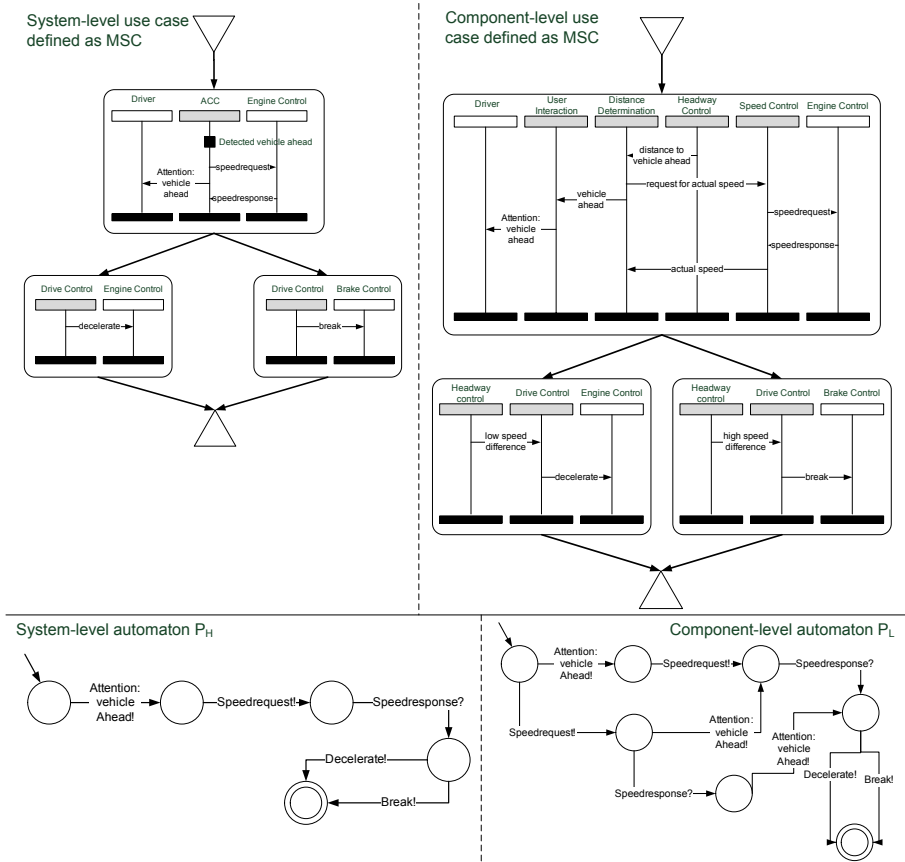 System-level use case
defined as MSC
Driver
ACC
Engine Control
Detected vehicle ahead
speedrequest
Attention:
vehicle
ahead
speedresponse
Drive Control
Engine Control
decelerate
Drive Control
Brake Control
break
Component-level use
case defined as MSC
Driver
User
Interaction
Distance
Determination
Headway
Control
Speed Control
Engine Control
distance to
vehicle ahead
request for actual speed
vehicle
ahead
speedrequest
Attention:
vehicle
ahead
speedresponse
actual speed
Headway
control
Drive Control
Engine Control
low speed
difference
decelerate
Headway
control
Drive Control
Brake Control
high speed
difference
break
System-level automaton PH
Attention:
vehicle
Ahead!
Speedrequest!
Speedresponse?
Decelerate!
Break!
Component-level automaton PL
Attention:
vehicle
Ahead!
Speedrequest!
Speedresponse?
Speedrequest!
Attention:
vehicle
Ahead!
Attention:
vehicle
Ahead!
Speedresponse?
Decelerate!
Break!